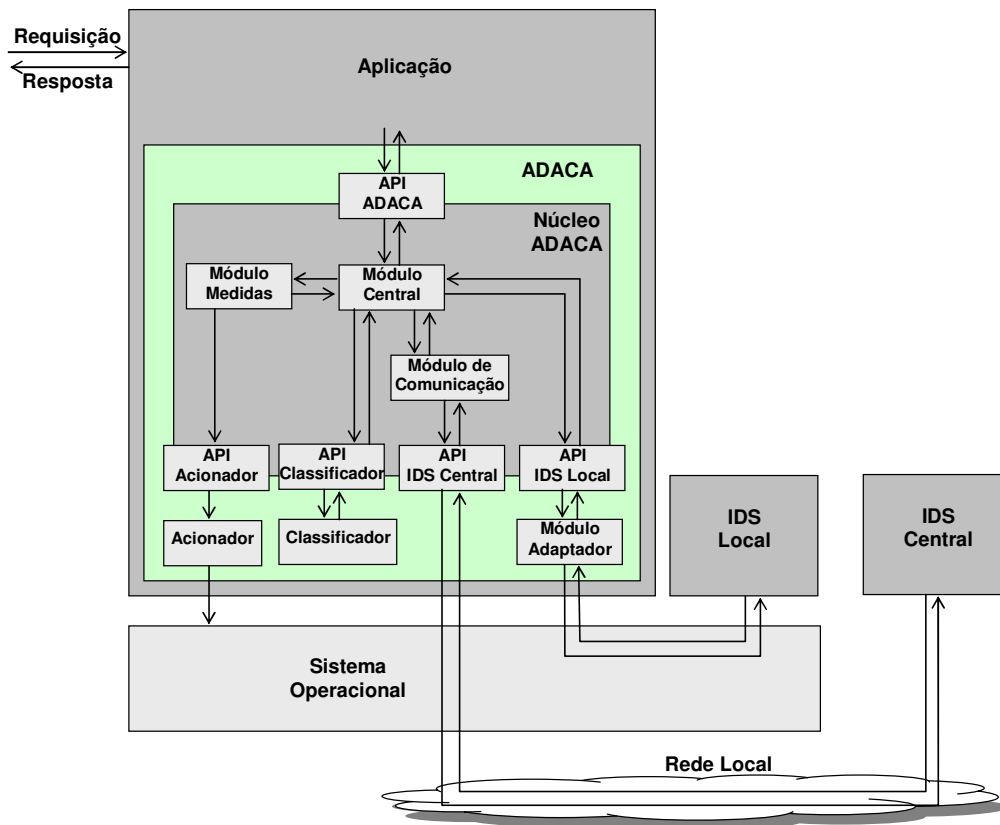 Requisição
Resposta
Aplicação
ADACA
API
ADACA
Núcleo
ADACA
Módulo
Medidas
Módulo
Central
Módulo de
Comunicação
API
Acionador
API
Classificador
API
IDS Central
API
IDS Local
Acionador
Classificador
Módulo
Adaptador
IDS
Local
IDS
Central
Sistema
Operacional
Rede Local